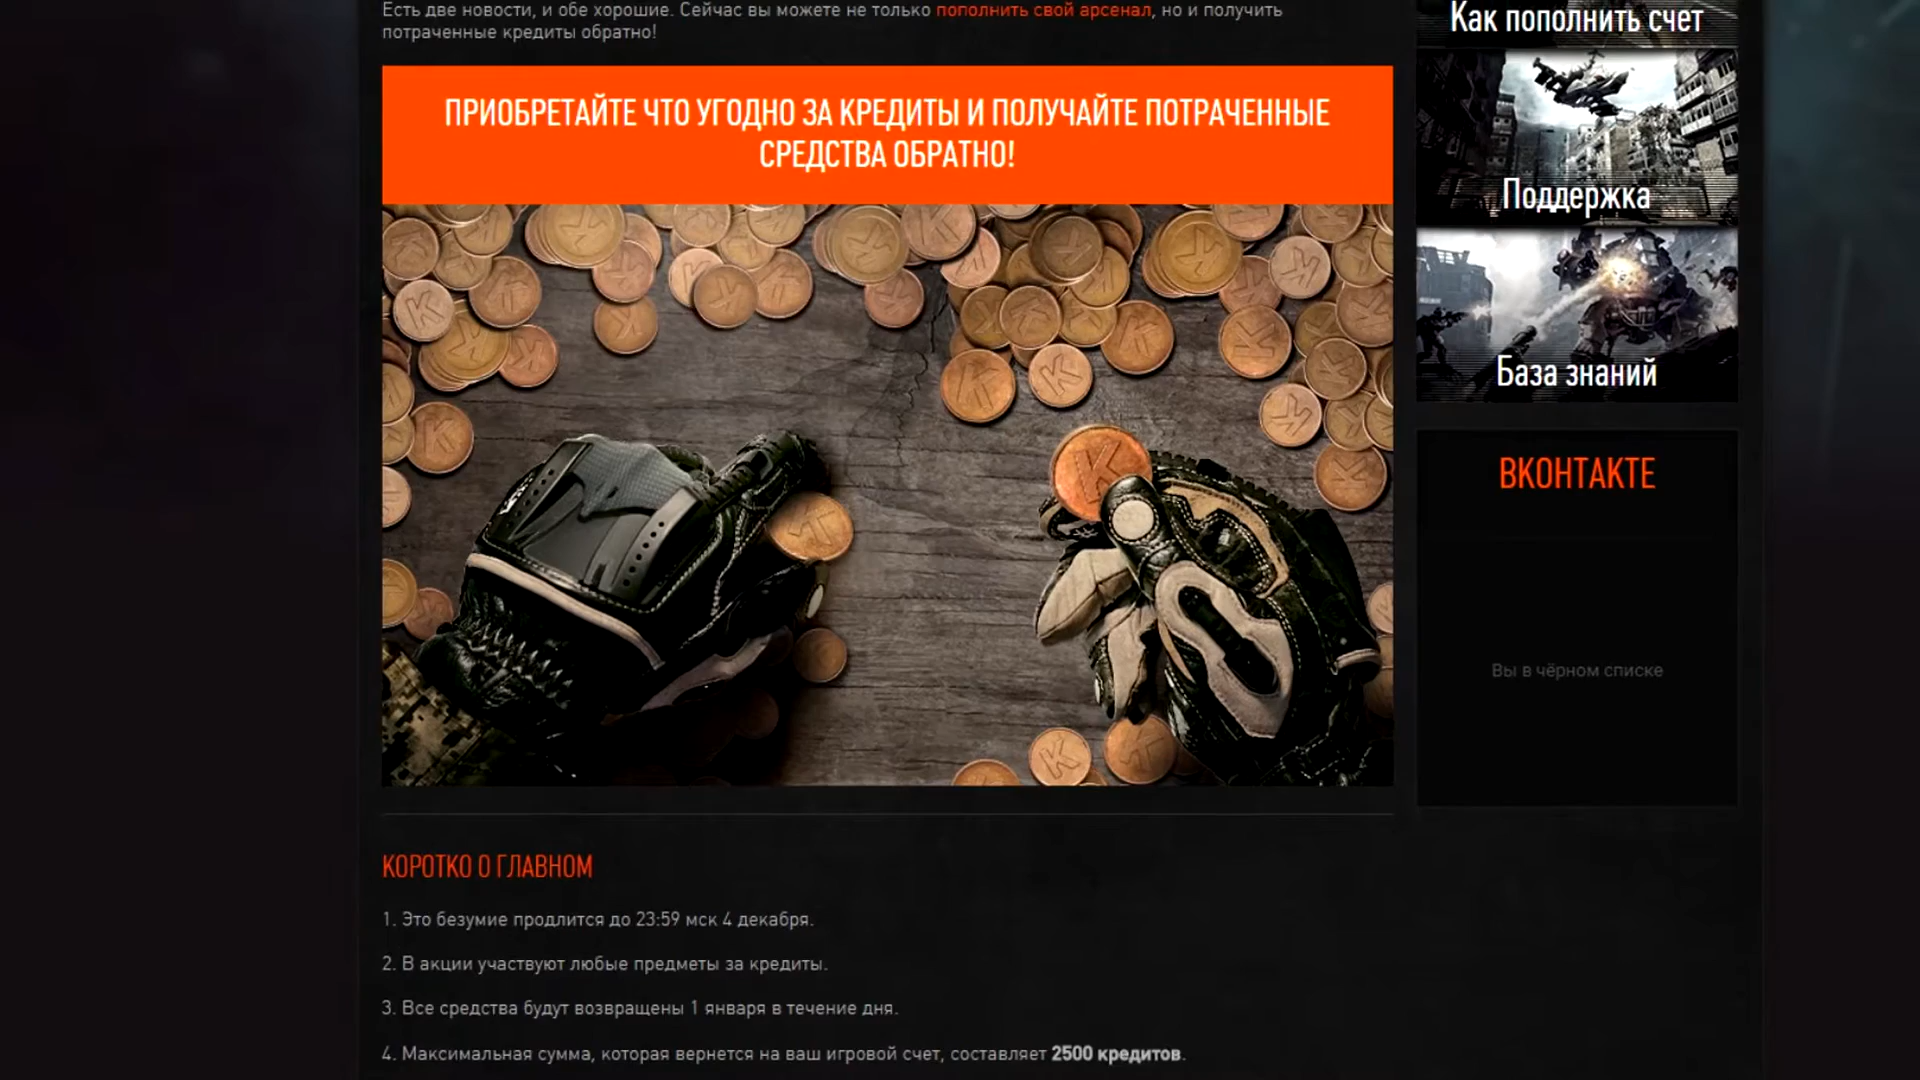 Есть две новости, и обе хорошие. Сейчас вы можете не только пополнить свой арсенал, но и получить
потраченные кредиты обратно!
ПРИОБРЕТАЙТЕ ЧТО УГОДНО ЗА КРЕДИТЫ И ПОЛУЧАЙТЕ ПОТРАЧЕННЫЕ
СРЕДСТВА ОБРАТНО!
КОРОТКО О ГЛАВНОМ
1. Это безумие продлится до 23:59 мск 4 декабря.
2. В акции участвуют любые предметы за кредиты.
3. Все средства будут возвращены 1 января в течение дня.
4. Максимальная сумма, которая вернется на ваш игровой счет, составляет 2500 кредитов.
Как пополнить счет
Поддержка
База знаний
ВКОНТАКТЕ
Вы в чёрном списке